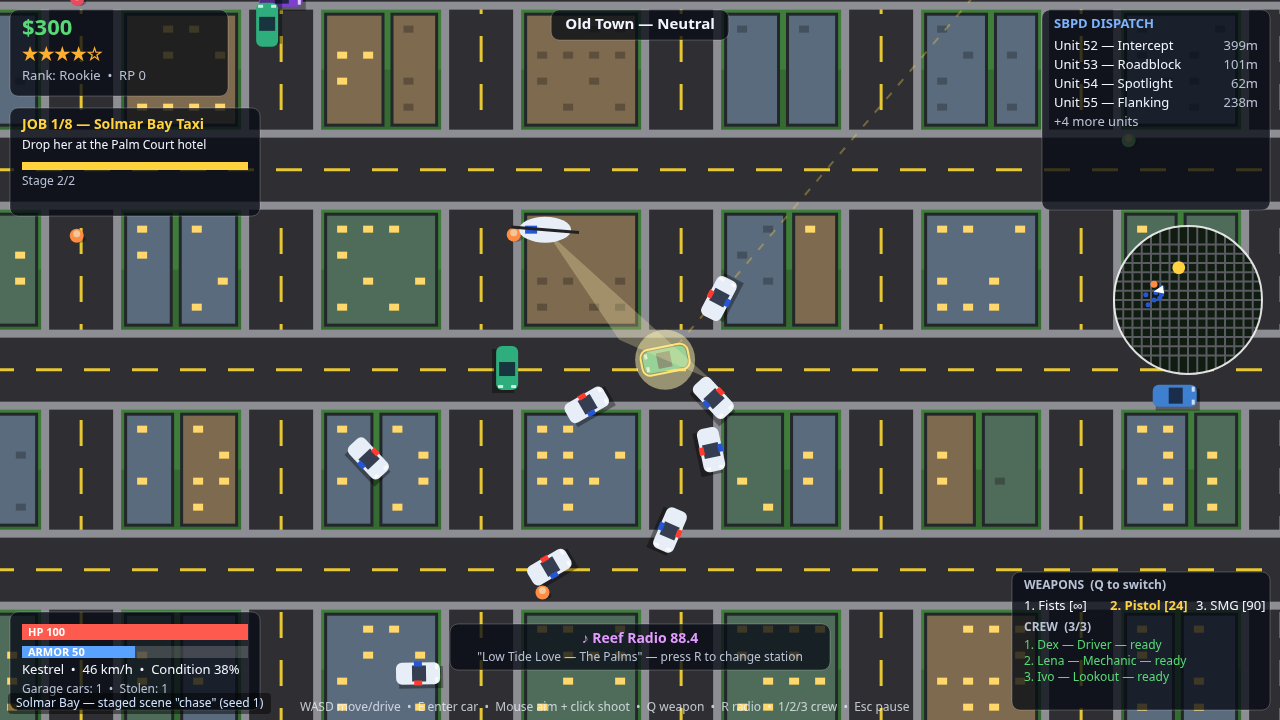 $300
★★★★☆
Rank: Rookie • RP 0
JOB 1/8 — Solmar Bay Taxi
Drop her at the Palm Court hotel
Stage 2/2
Old Town — Neutral
SBPD DISPATCH
Unit 52 — Intercept 399m
Unit 53 — Roadblock 101m
Unit 54 — Spotlight 62m
Unit 55 — Flanking 238m
+4 more units
HP 100
ARMOR 50
Kestrel • 46 km/h • Condition 38%
Garage cars: 1 • Stolen: 1
Solmar Bay — staged scene "chase" (seed 1)
♪ Reef Radio 88.4
"Low Tide Love — The Palms" — press R to change station
WASD move/drive • E enter car • Mouse aim + click shoot • Q weapon • R radio • 1/2/3 crew • Esc pause
WEAPONS (Q to switch)
1. Fists [∞] 2. Pistol [24] 3. SMG [90]
CREW (3/3)
1. Dex — Driver — ready
2. Lena — Mechanic — ready
3. Ivo — Lookout — ready